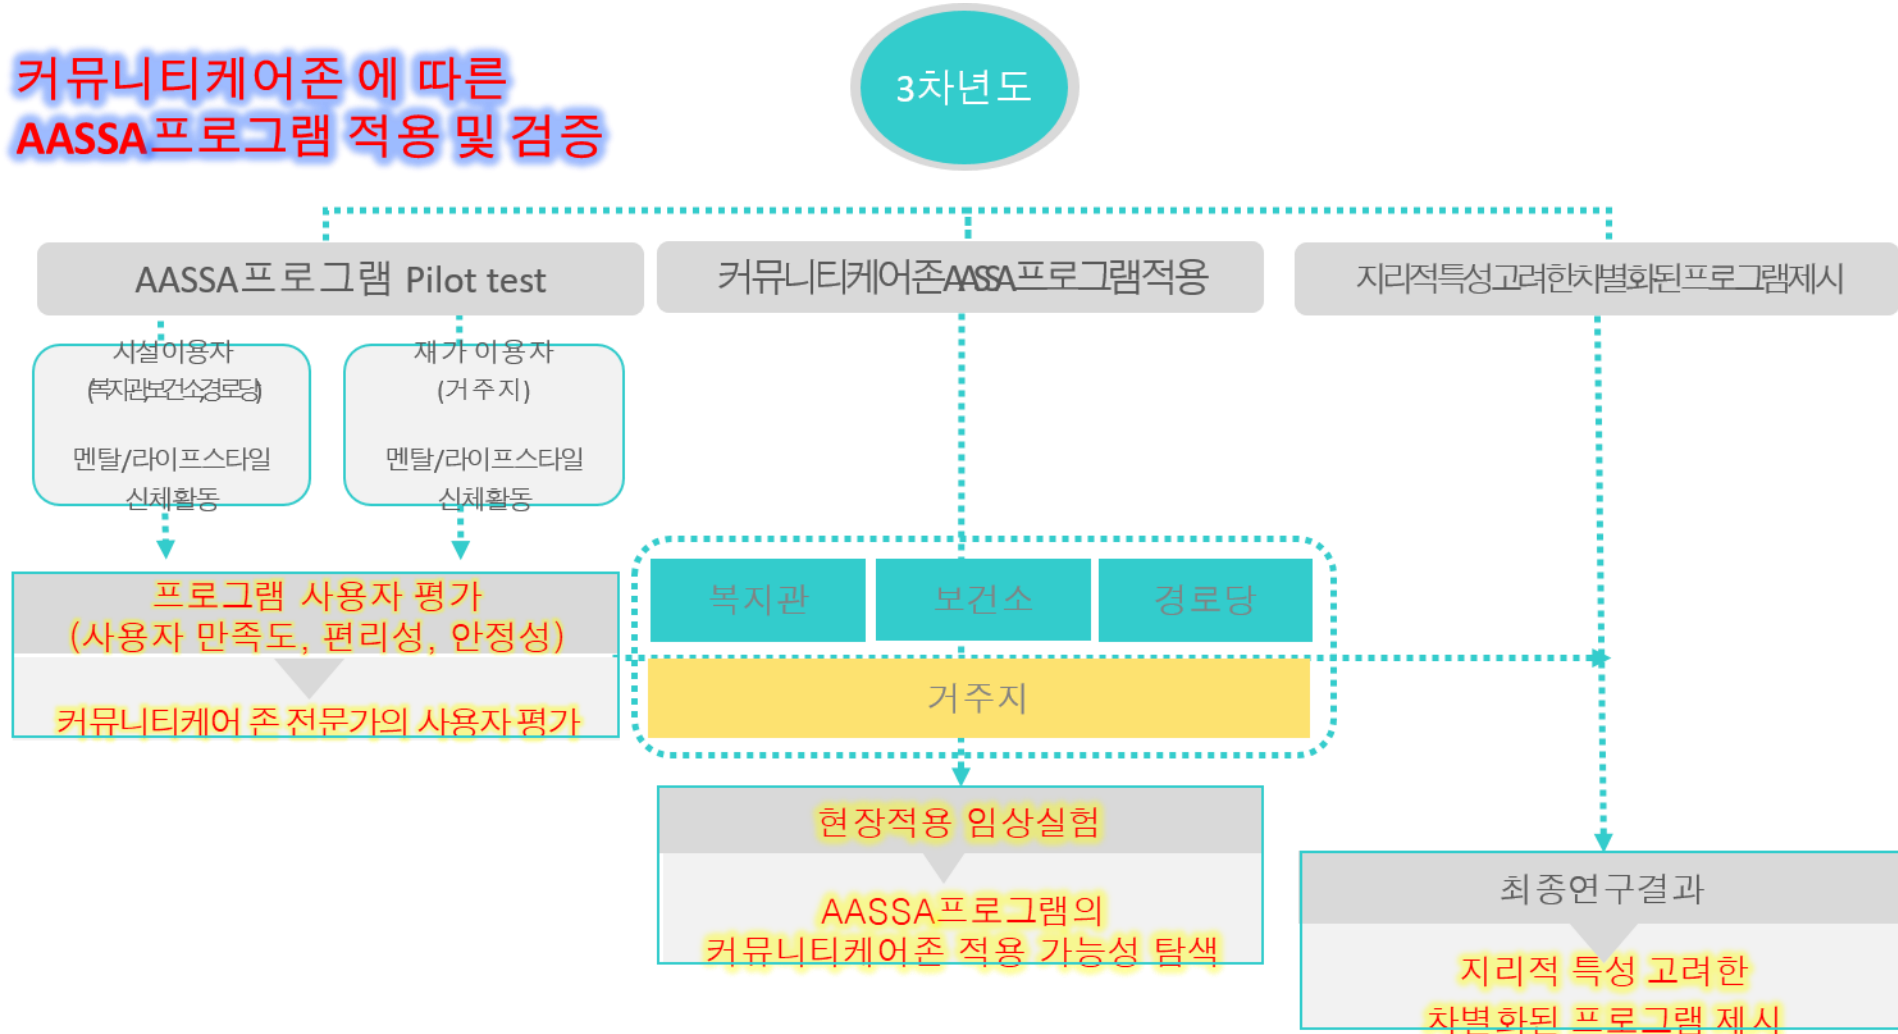 커뮤니티케어존 에 따른
AASSA프로그램 적용 및 검증
3차년도
AASSA프로그램 Pilot test
커뮤니티케어존AASSA프로그램적용
지리적특성고려한차별화된프로그램제시
시설이용자
(복지관,보건소,경로당)
멘탈/라이프스타일
신체활동
재가 이용자
(거주지)
멘탈/라이프스타일
신체활동
프로그램 사용자 평가
(사용자 만족도, 편리성, 안정성)
커뮤니티케어 존 전문가의 사용자 평가
복지관
보건소
경로당
거주지
현장적용 임상실험
AASSA프로그램의
커뮤니티케어존 적용 가능성 탐색
최종연구결과
지리적 특성 고려한
차별화된 프로그램 제시